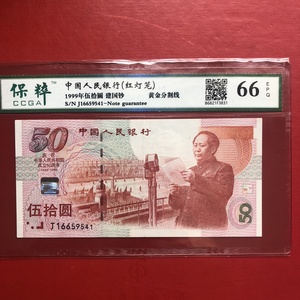 保粹™
CCGA
中国人民银行(红灯笼)
1999年伍拾圆 建国钞 黄金分割线
S/N J16659541-Note guarantee
66 EPQ
50
中国人民银行
伍拾圆
J16659541
50